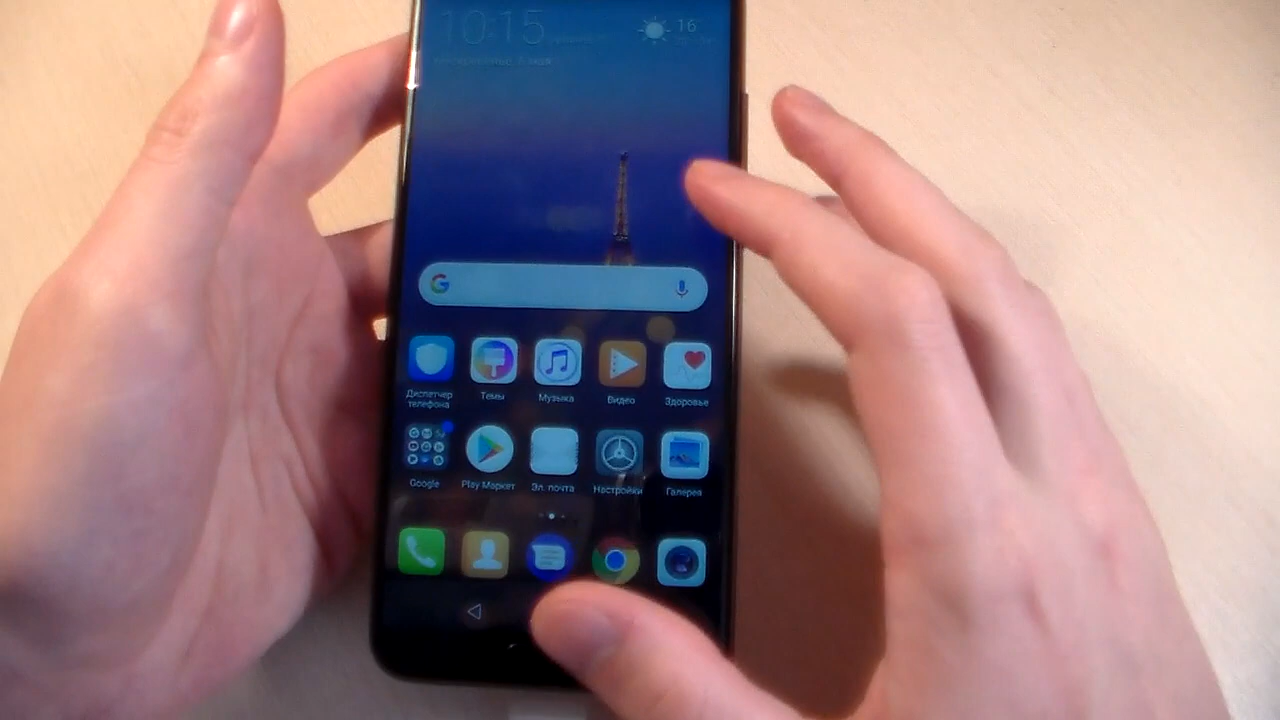 10:15
16°
Диспетчер
телефона
Темы
Музыка
Видео
Здоровье
Google
Play Маркет
Эл. почта
Настройки
Галерея